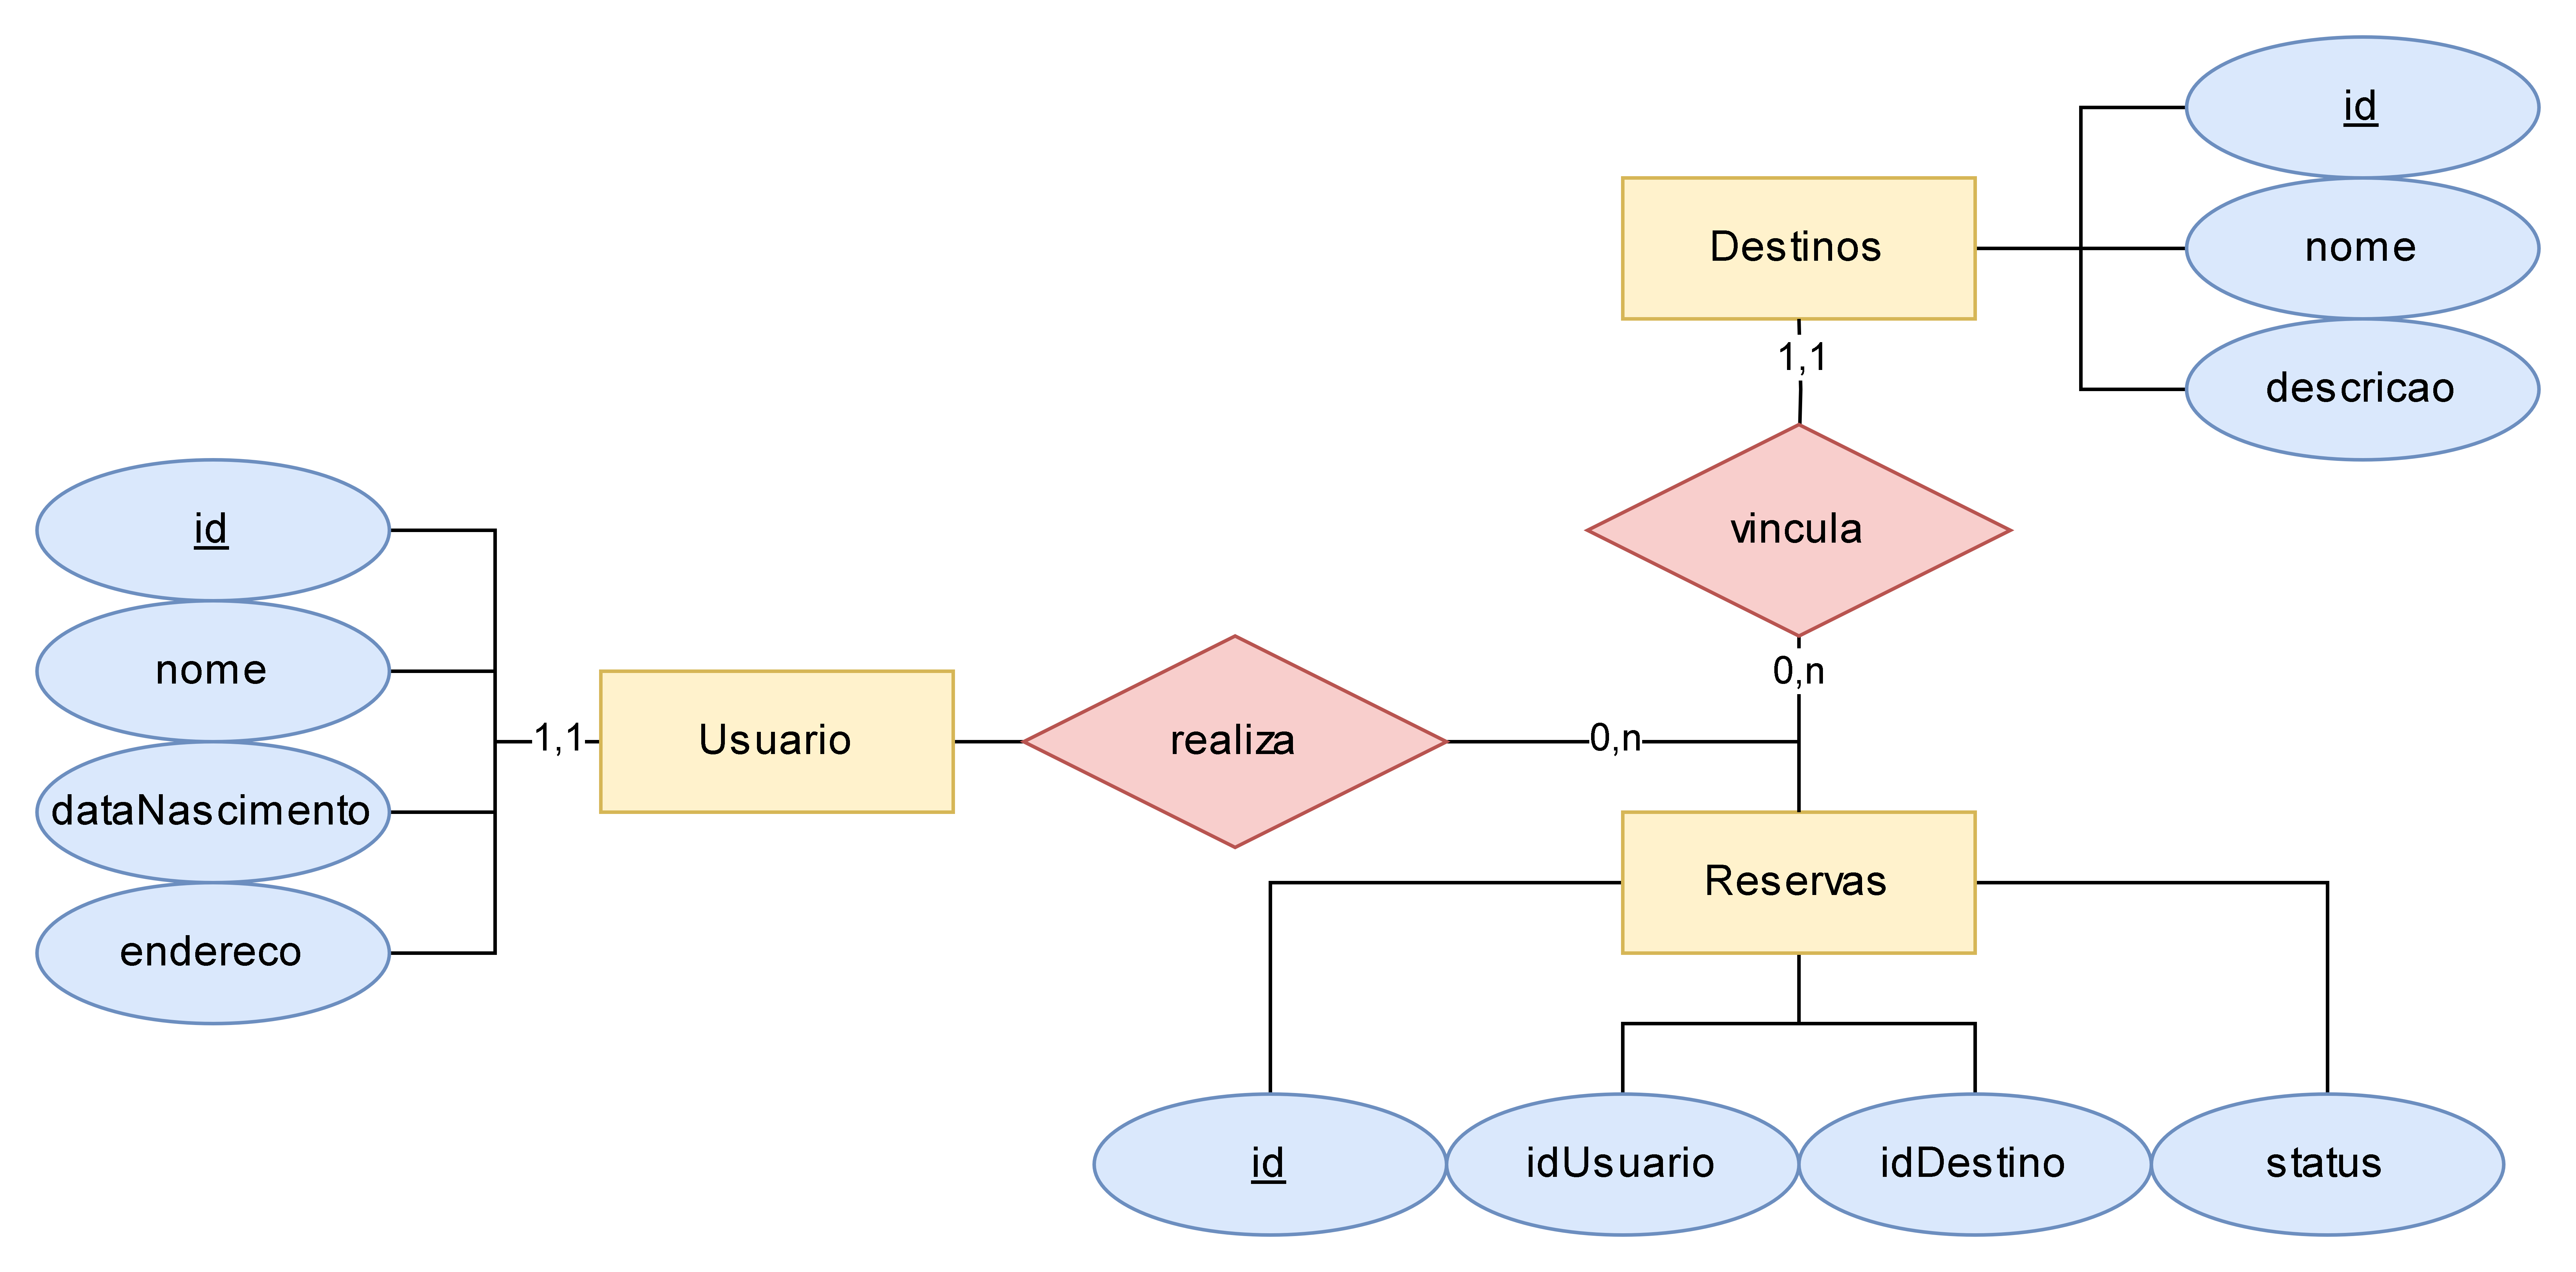 id
nome
descricao
Destinos
1,1
vincula
0,n
id
nome
dataNascimento
endereco
1,1
Usuario
realiza
0,n
Reservas
id
idUsuario
idDestino
status